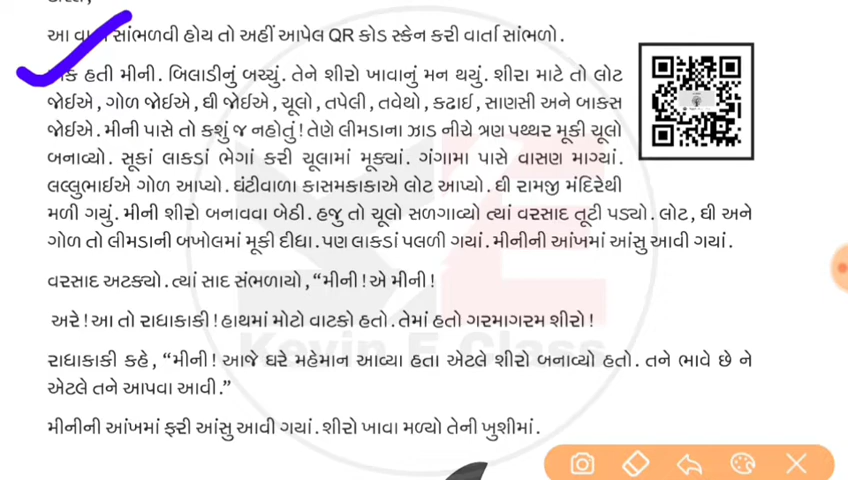 આ વાર્તા સાંભળવી હોય તો અહીં આપેલ QR કોડ સ્કેન કરી વાર્તા સાંભળો.
હતી મીની. બિલાડીનું બચ્ચું. તેને શીરો ખાવાનું મન થયું. શીરા માટે તો લોટ
જોઈએ, ગોળ જોઈએ, ઘી જોઈએ, ચૂલો, તપેલી, તવેથો, કઢાઈ, સાણસી અને બાકસ
જોઈએ. મીની પાસે તો કશું જ નહોતું! તેણે લીમડાના ઝાડ નીચે ત્રણ પથ્થર મૂકી ચૂલો
બનાવ્યો. સૂકાં લાકડાં ભેગાં કરી ચૂલામાં મૂક્યાં. ગંગામા પાસે વાસણ માગ્યાં.
લલ્લુભાઈએ ગોળ આપ્યો. ઘંટીવાળા કાસમકાકાએ લોટ આપ્યો. ઘી રામજી મંદિરેથી
મળી ગયું. મીની શીરો બનાવવા બેઠી. હજુ તો ચૂલો સળગાવ્યો ત્યાં વરસાદ તૂટી પડ્યો. લોટ, ઘી અને
ગોળ તો લીમડાની બખોલમાં મૂકી દીધા. પણ લાકડાં પલળી ગયાં. મીનીની આંખમાં આંસુ આવી ગયાં.
વરસાદ અટક્યો. ત્યાં સાદ સંભળાયો, “મીની! એ મીની!
અરે! આ તો રાધાકાકી! હાથમાં મોટો વાટકો હતો. તેમાં હતો ગરમાગરમ શીરો!
Kevin E Class
રાધાકાકી કહે, “મીની! આજે ઘરે મહેમાન આવ્યા હતા એટલે શીરો બનાવ્યો હતો. તને ભાવે છે ને
એટલે તને આપવા આવી.”
મીનીની આંખમાં ફરી આંસુ આવી ગયાં. શીરો ખાવા મળ્યો તેની ખુશીમાં.